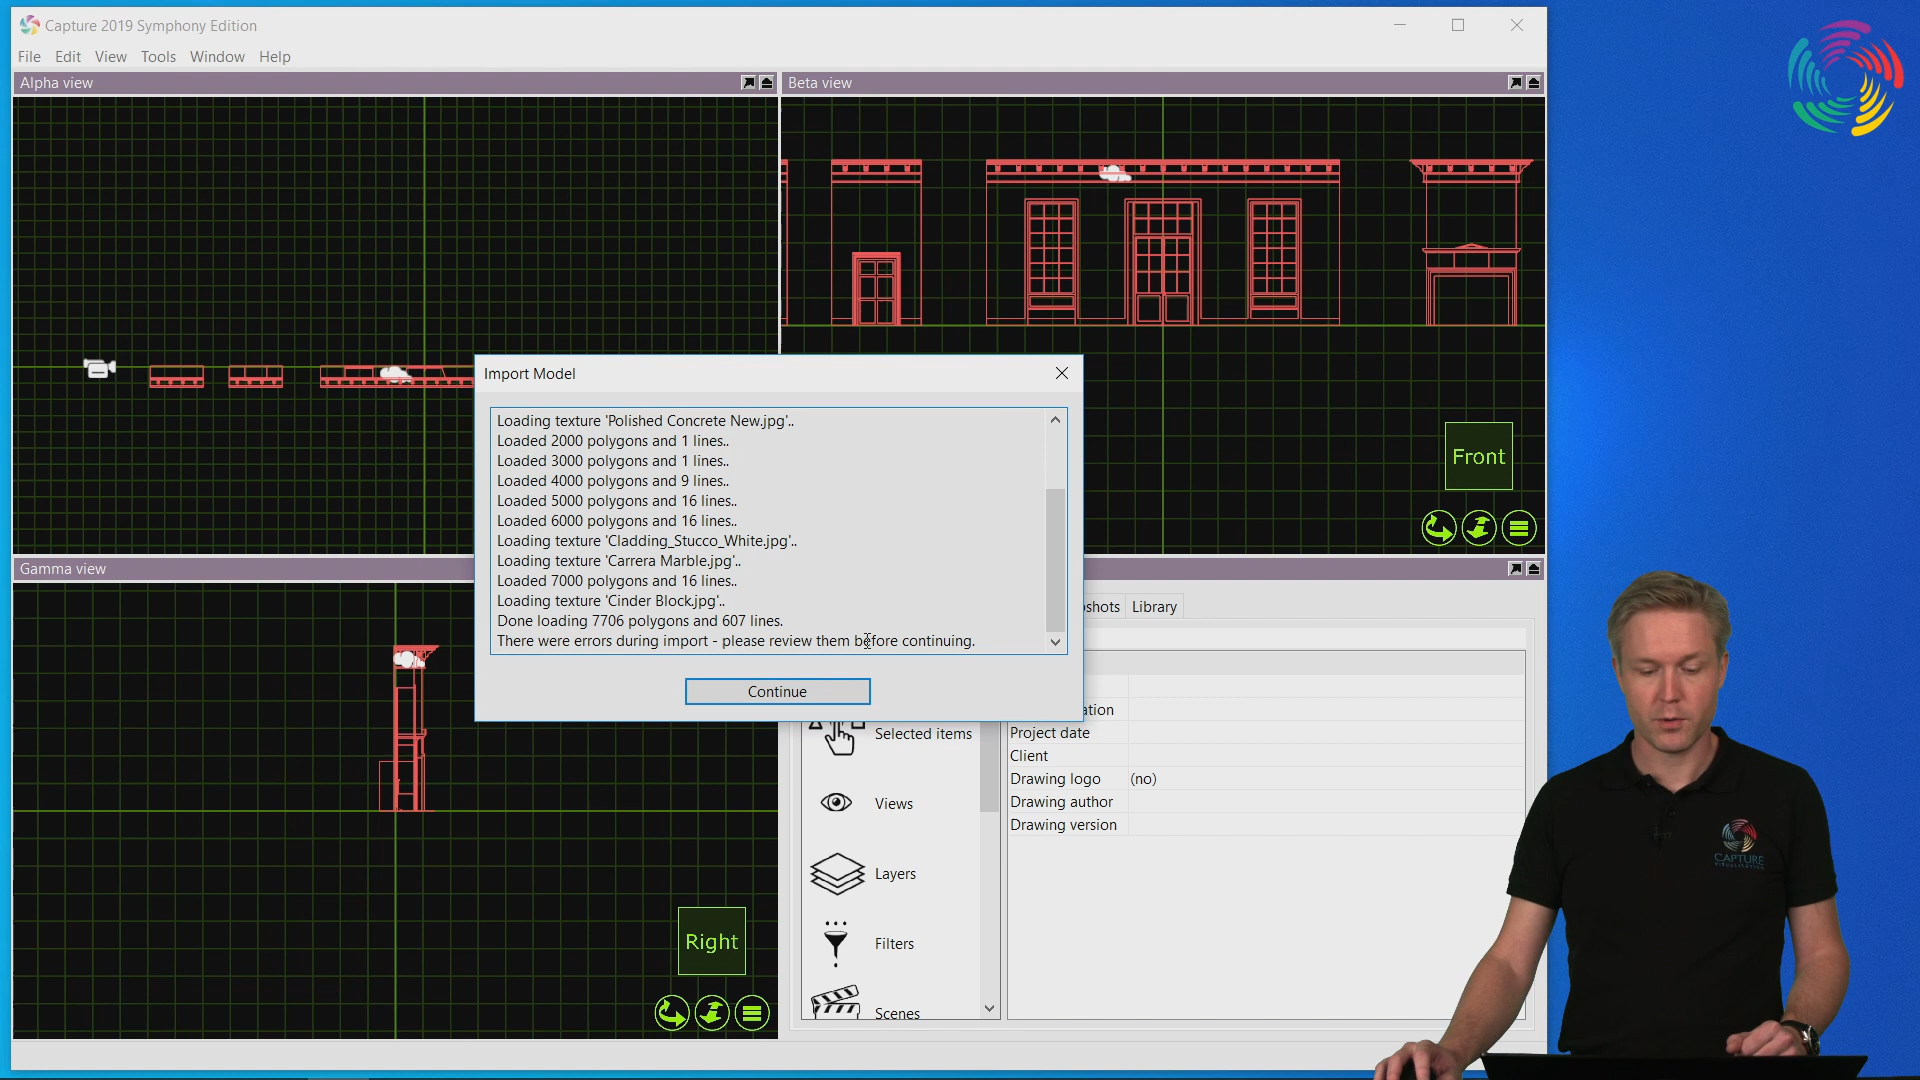 Capture 2019 Symphony Edition
File Edit View Tools Window Help
Alpha view
Beta view
Front
Import Model
Loading texture 'Polished Concrete New.jpg'..
Loaded 2000 polygons and 1 lines..
Loaded 3000 polygons and 1 lines..
Loaded 4000 polygons and 9 lines..
Loaded 5000 polygons and 16 lines..
Loaded 6000 polygons and 16 lines..
Loading texture 'Cladding_Stucco_White.jpg'..
Loading texture 'Carrera Marble.jpg'..
Loaded 7000 polygons and 16 lines..
Loading texture 'Cinder Block.jpg'..
Done loading 7706 polygons and 607 lines.
There were errors during import - please review them before continuing.
Continue
Gamma view
Right
shots Library
Selected items
Views
Layers
Filters
Scenes
ation
Project date
Client
Drawing logo (no)
Drawing author
Drawing version
CAPTURE